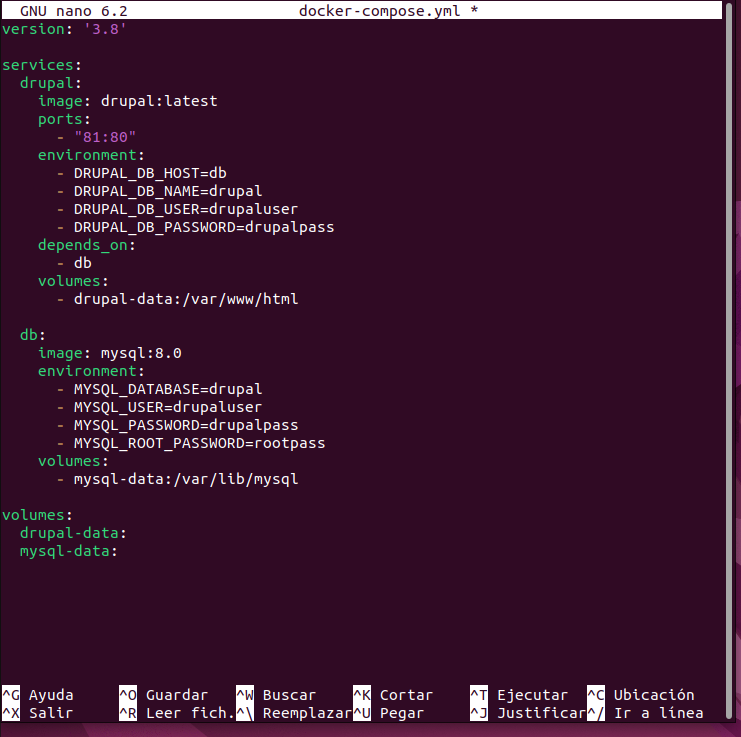 GNU nano 6.2 docker-compose.yml *
version: '3.8'
services:
drupal:
image: drupal:latest
ports:
- "81:80"
environment:
- DRUPAL_DB_HOST=db
- DRUPAL_DB_NAME=drupal
- DRUPAL_DB_USER=drupaluser
- DRUPAL_DB_PASSWORD=drupalpass
depends_on:
- db
volumes:
- drupal-data:/var/www/html
db:
image: mysql:8.0
environment:
- MYSQL_DATABASE=drupal
- MYSQL_USER=drupaluser
- MYSQL_PASSWORD=drupalpass
- MYSQL_ROOT_PASSWORD=rootpass
volumes:
- mysql-data:/var/lib/mysql
volumes:
drupal-data:
mysql-data:
^G Ayuda ^O Guardar ^W Buscar ^K Cortar ^T Ejecutar ^C Ubicación
^X Salir ^R Leer fich. ^\ Reemplazar ^U Pegar ^J Justificar ^/ Ir a línea